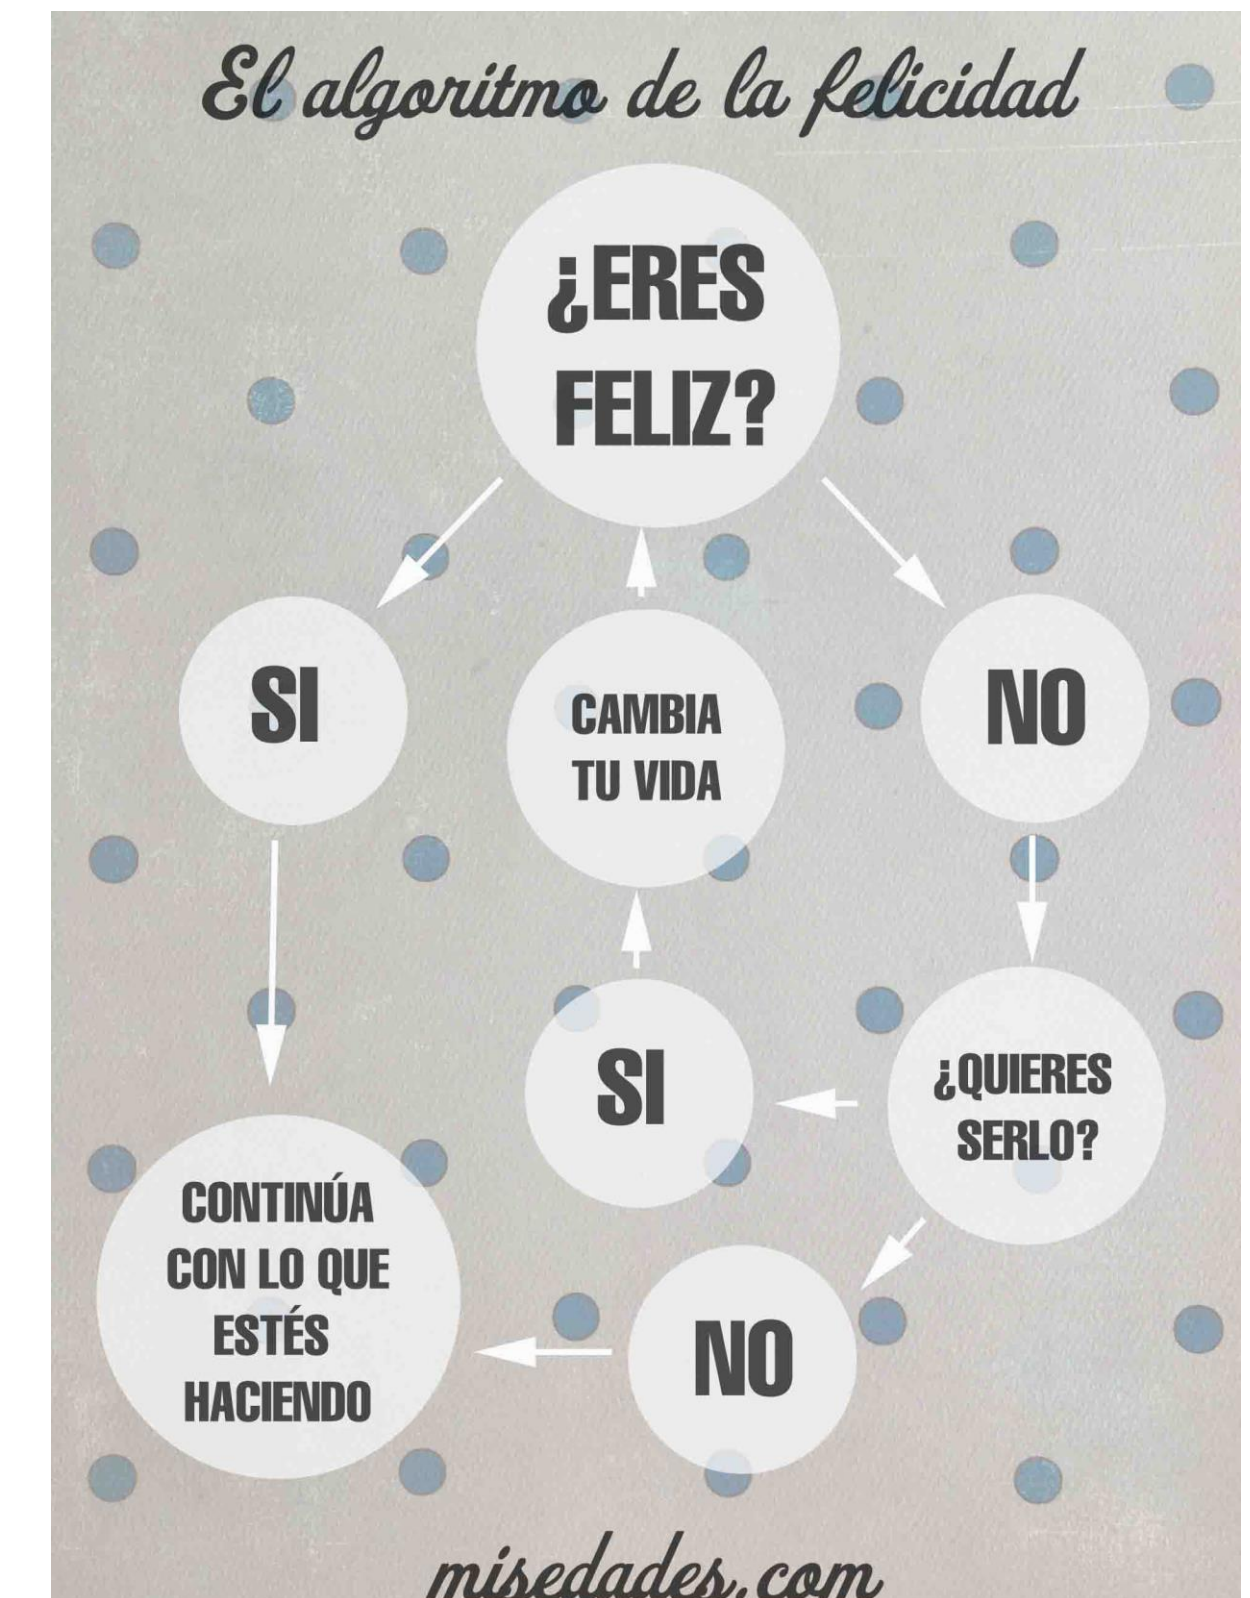 El algoritmo de la felicidad
¿ERES
FELIZ?
SI
CAMBIA
TU VIDA
NO
SI
¿QUIERES
SERLO?
CONTINÚA
CON LO QUE
ESTÉS
HACIENDO
NO
misedades.com